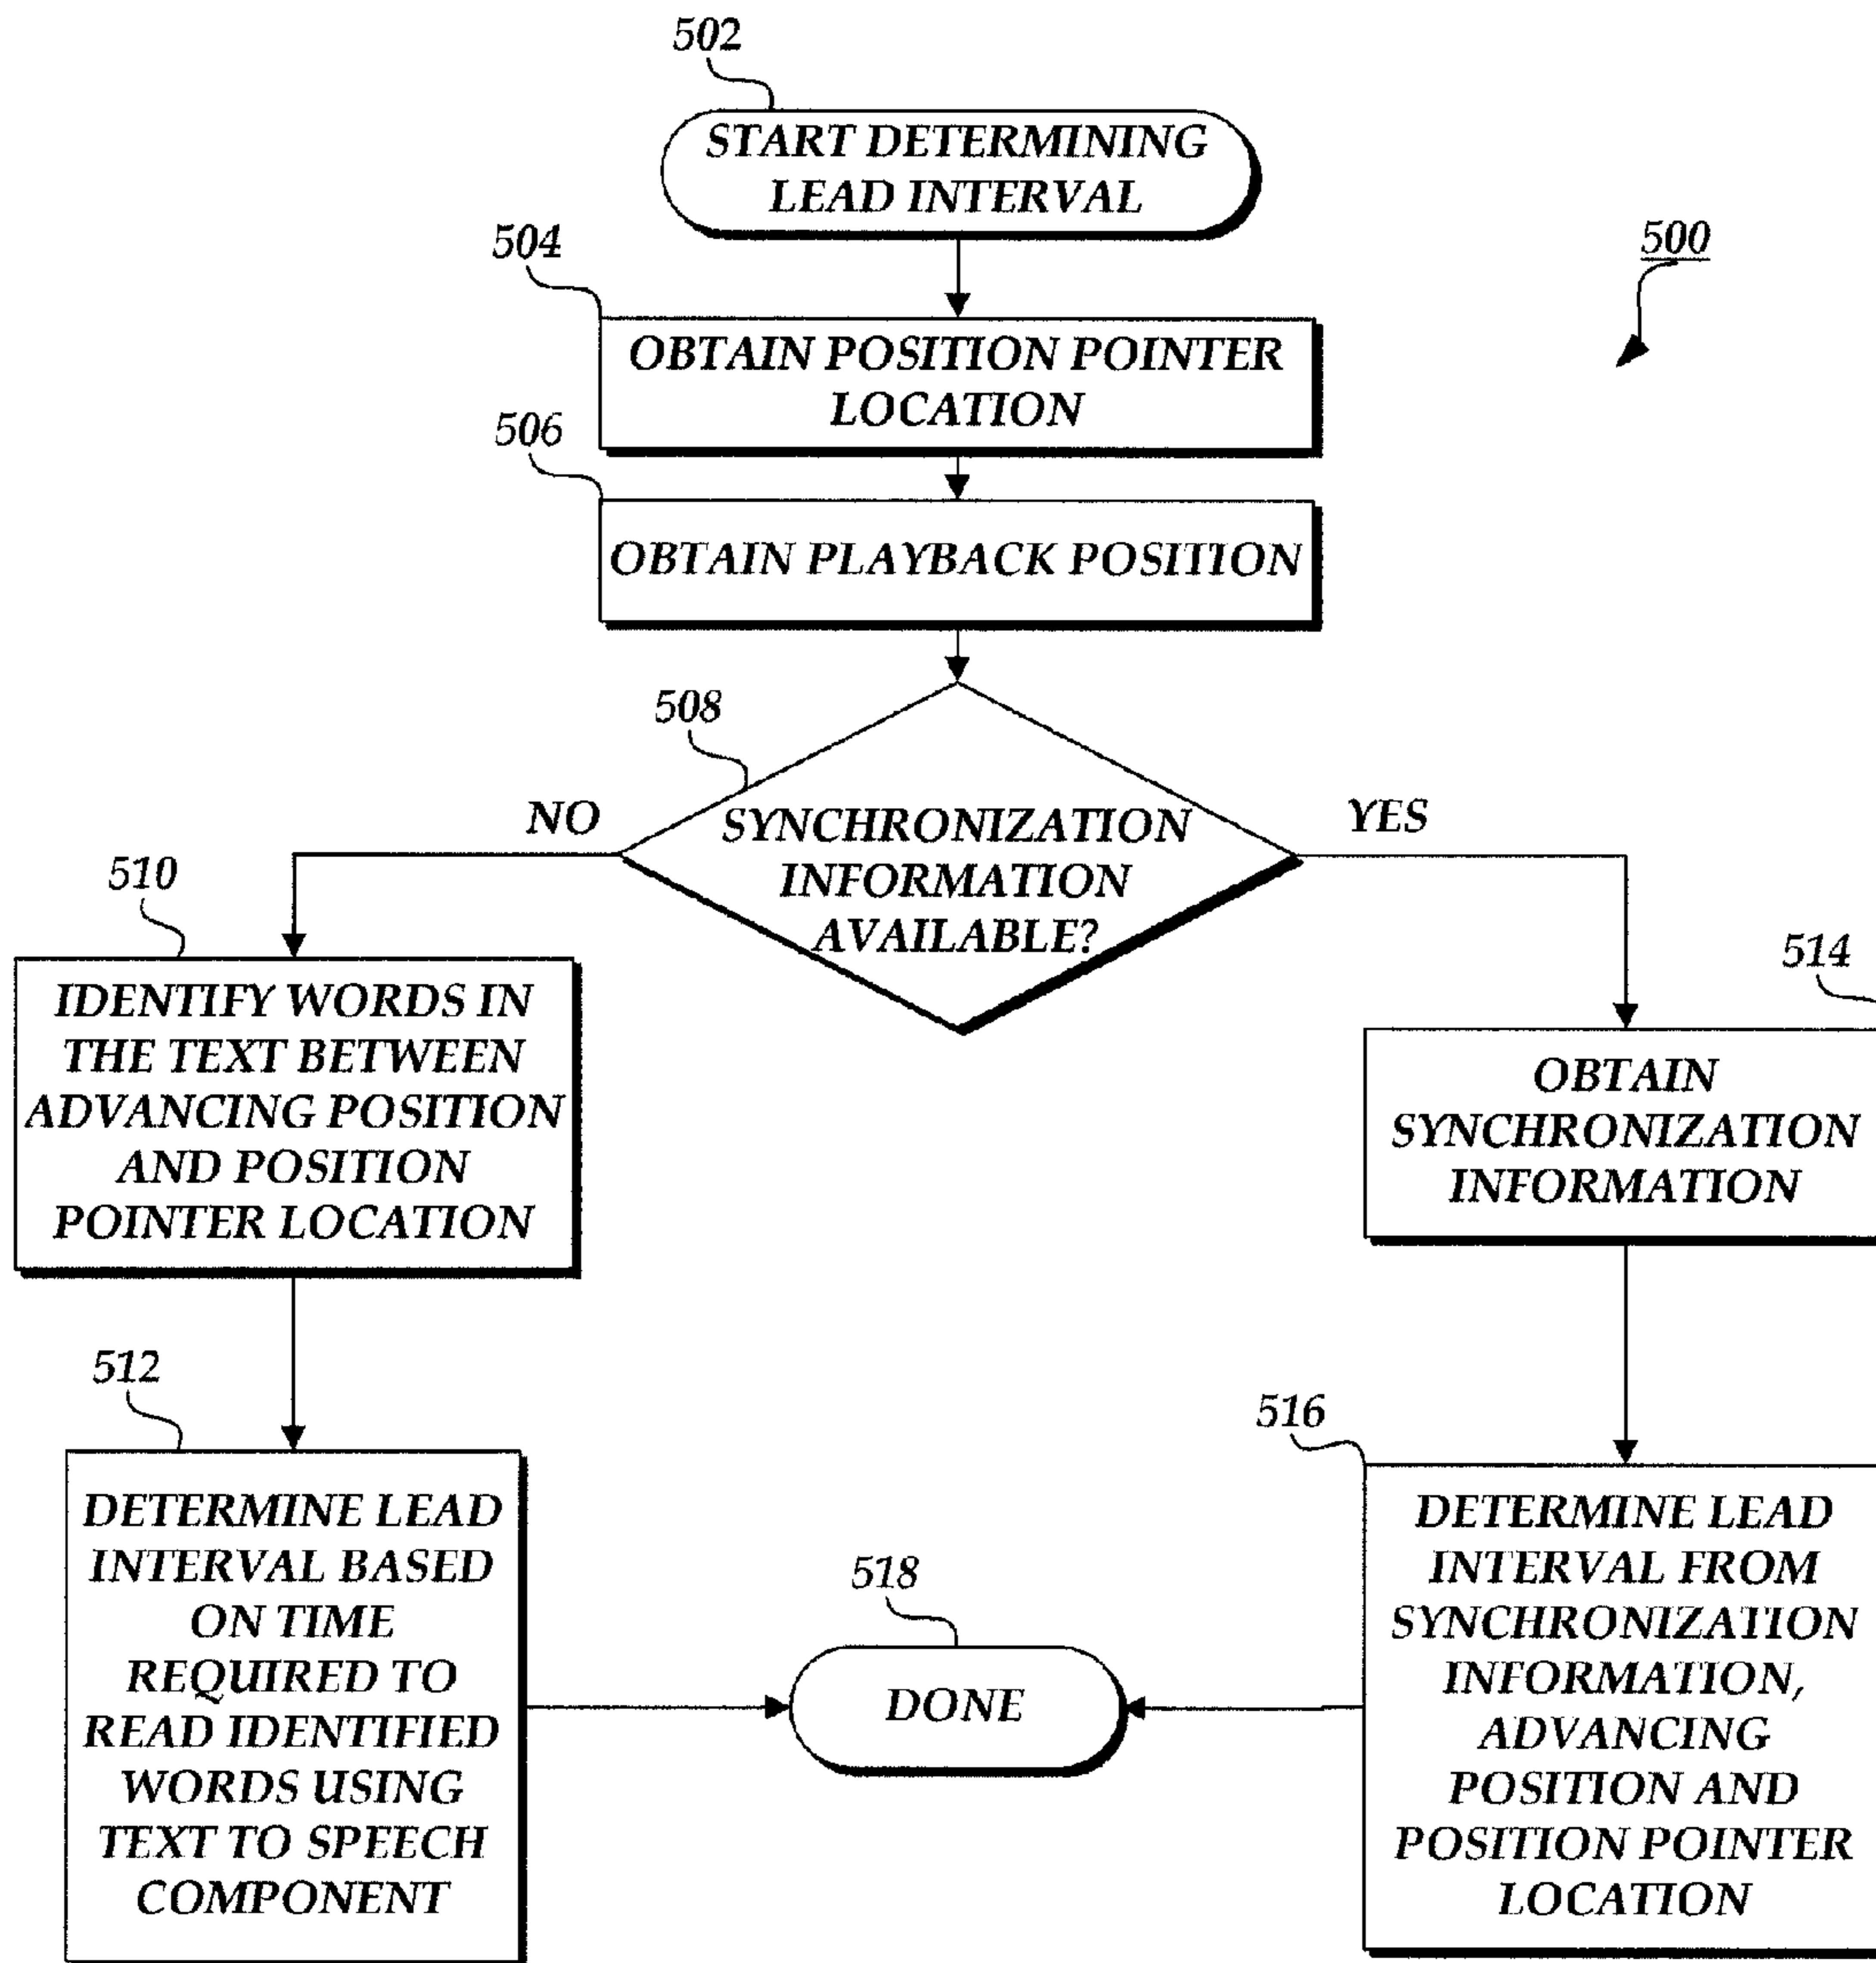 502
START DETERMINING
LEAD INTERVAL
504
500
OBTAIN POSITION POINTER
LOCATION
506
OBTAIN PLAYBACK POSITION
508
NO
SYNCHRONIZATION
INFORMATION
AVAILABLE?
YES
510
IDENTIFY WORDS IN
THE TEXT BETWEEN
ADVANCING POSITION
AND POSITION
POINTER LOCATION
514
OBTAIN
SYNCHRONIZATION
INFORMATION
512
DETERMINE LEAD
INTERVAL BASED
ON TIME
REQUIRED TO
READ IDENTIFIED
WORDS USING
TEXT TO SPEECH
COMPONENT
518
DONE
516
DETERMINE LEAD
INTERVAL FROM
SYNCHRONIZATION
INFORMATION,
ADVANCING
POSITION AND
POSITION POINTER
LOCATION